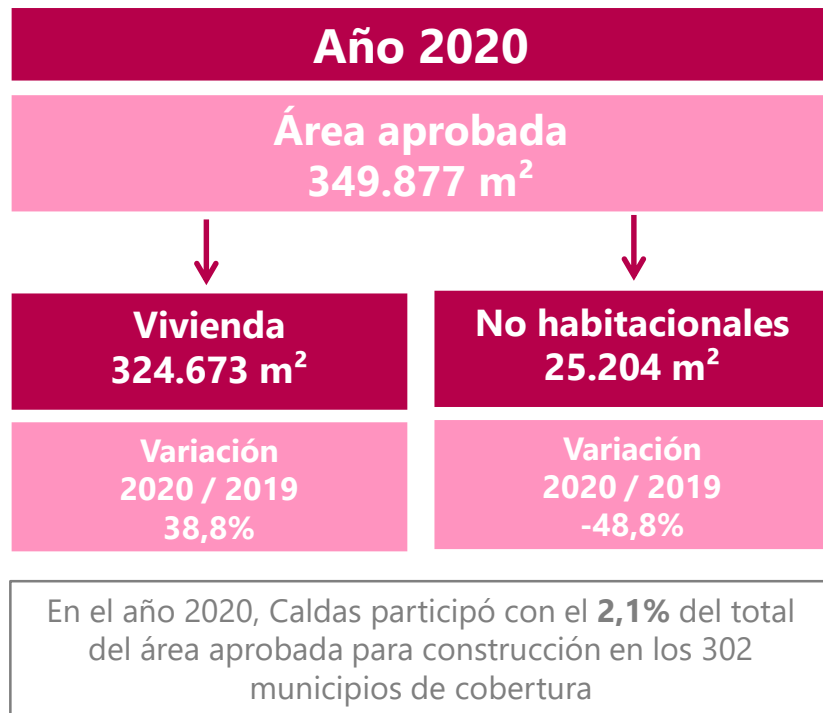 Año 2020
Área aprobada
349.877 m²
Vivienda
324.673 m²
No habitacionales
25.204 m²
Variación
2020 / 2019
38,8%
Variación
2020 / 2019
-48,8%
En el año 2020, Caldas participó con el 2,1% del total
del área aprobada para construcción en los 302
municipios de cobertura